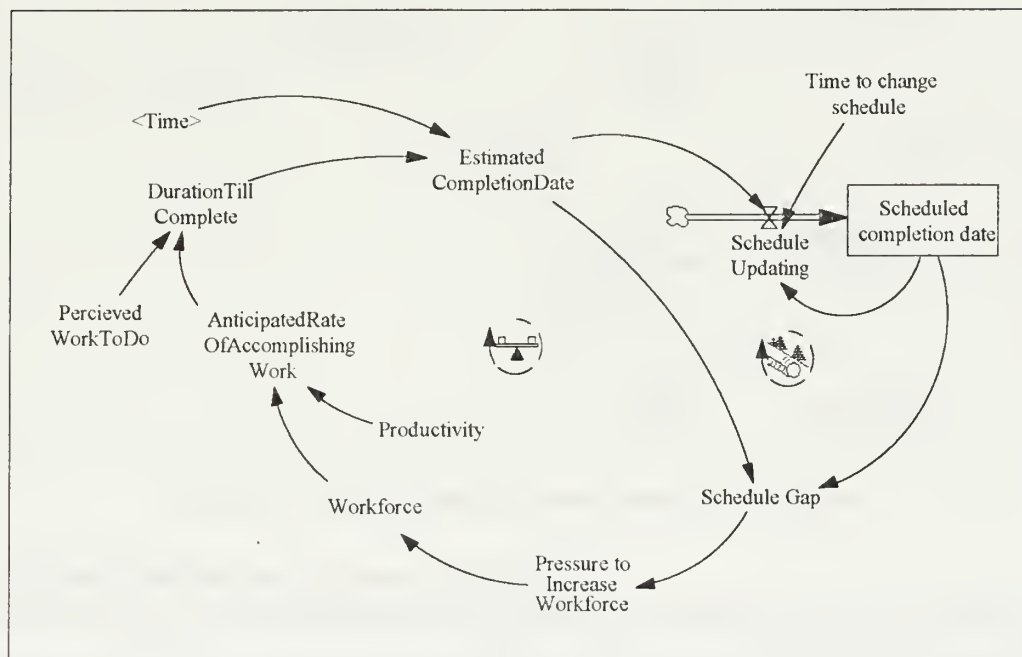 Time to change
schedule
<Time>
Estimated
CompletionDate
DurationTill
Complete
Scheduled
completion date
Schedule
Updating
Percieved
WorkToDo
AnticipatedRate
OfAccomplishing
Work
Productivity
Workforce
Schedule Gap
Pressure to
Increase
Workforce